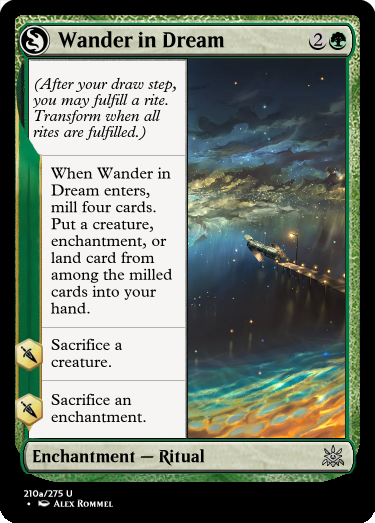 Wander in Dream 2
(After your draw step,
you may fulfill a rite.
Transform when all
rites are fulfilled.)
When Wander in
Dream enters,
mill four cards.
Put a creature,
enchantment, or
land card from
among the milled
cards into your
hand.
Sacrifice a
creature.
Sacrifice an
enchantment.
Enchantment — Ritual
210a/275 U
• Alex Rommel